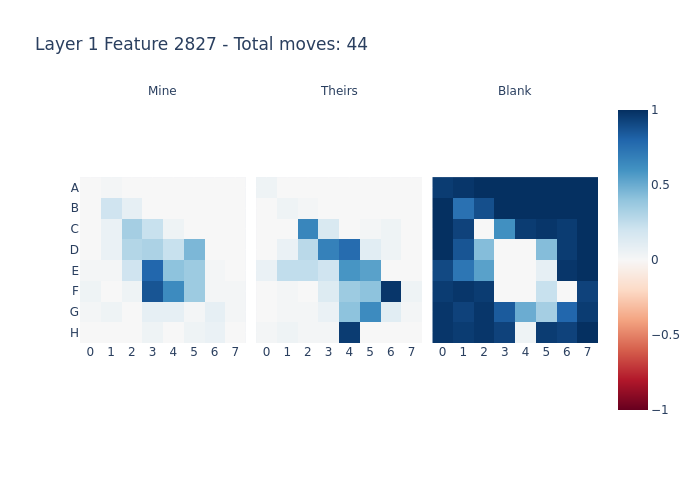 Layer 1 Feature 2827 - Total moves: 44
Mine Theirs Blank
A
B
C
D
E
F
G
H
0 1 2 3 4 5 6 7 0 1 2 3 4 5 6 7 0 1 2 3 4 5 6 7
1
0.5
0
−0.5
−1